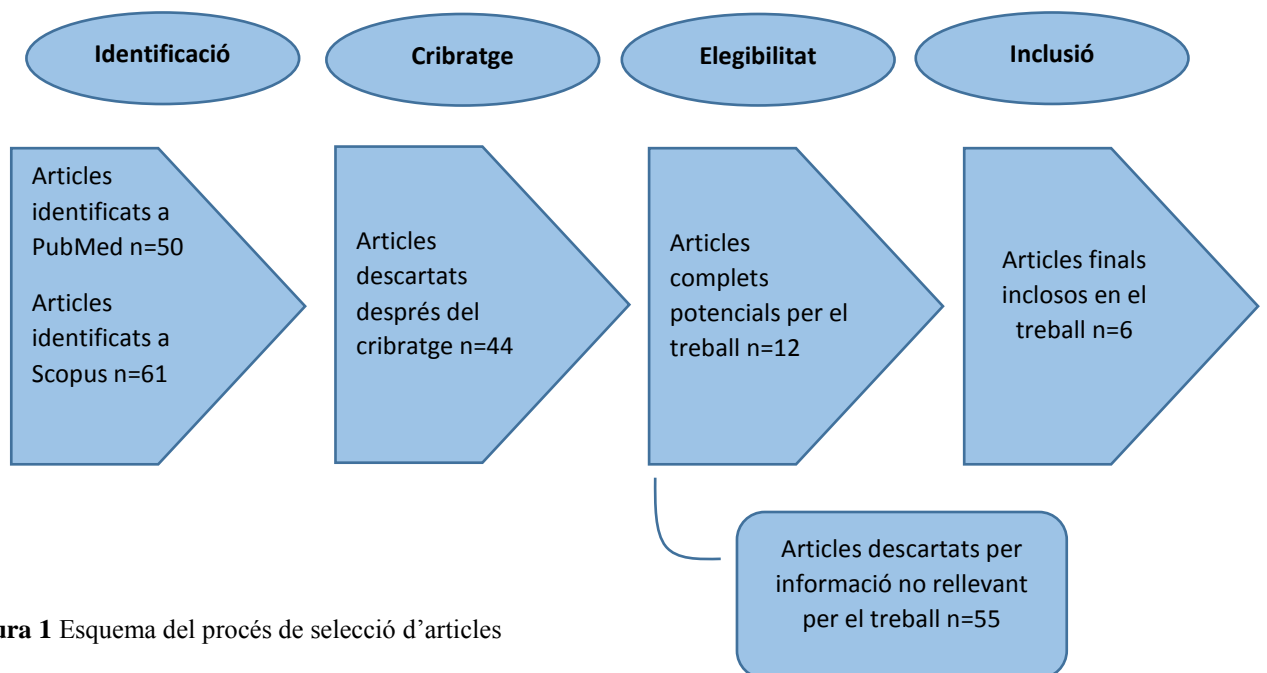 Identificació
Cribratge
Elegibilitat
Inclusió
Articles
identificats a
PubMed n=50
Articles
identificats a
Scopus n=61
Articles
descartats
després del
cribratge n=44
Articles
complets
potencials per el
treball n=12
Articles finals
inclosos en el
treball n=6
Articles descartats per
informació no rellevant
per el treball n=55
ura 1 Esquema del procés de selecció d’articles